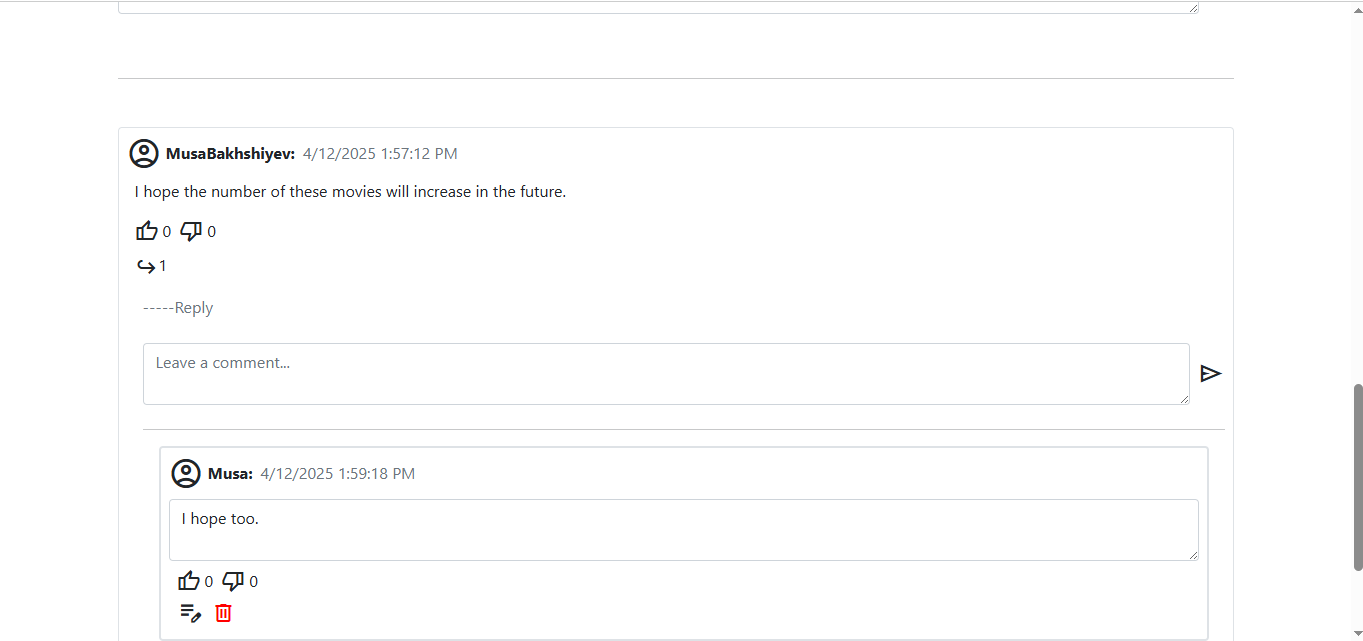 MusaBakhshiyev: 4/12/2025 1:57:12 PM
I hope the number of these movies will increase in the future.
0 0
1
-----Reply
Leave a comment...
Musa: 4/12/2025 1:59:18 PM
I hope too.
0 0